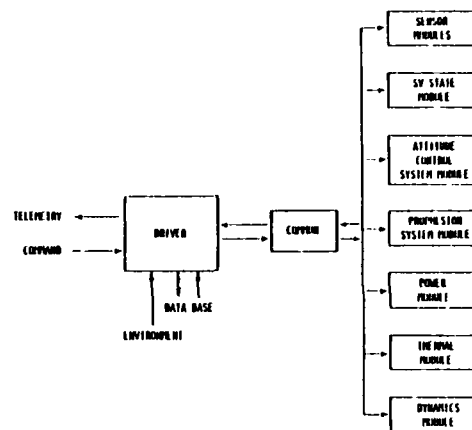 SENSOR
MODULES
SV STATE
MODULE
ATTITUDE
CONTROL
SYSTEM MODULE
TELEMETRY
COMMAND
DRIVER
COMMON
PROPULSION
SYSTEM MODULE
DATA BASE
ENVIRONMENT
POWER
MODULE
THERMAL
MODULE
DYNAMICS
MODULE